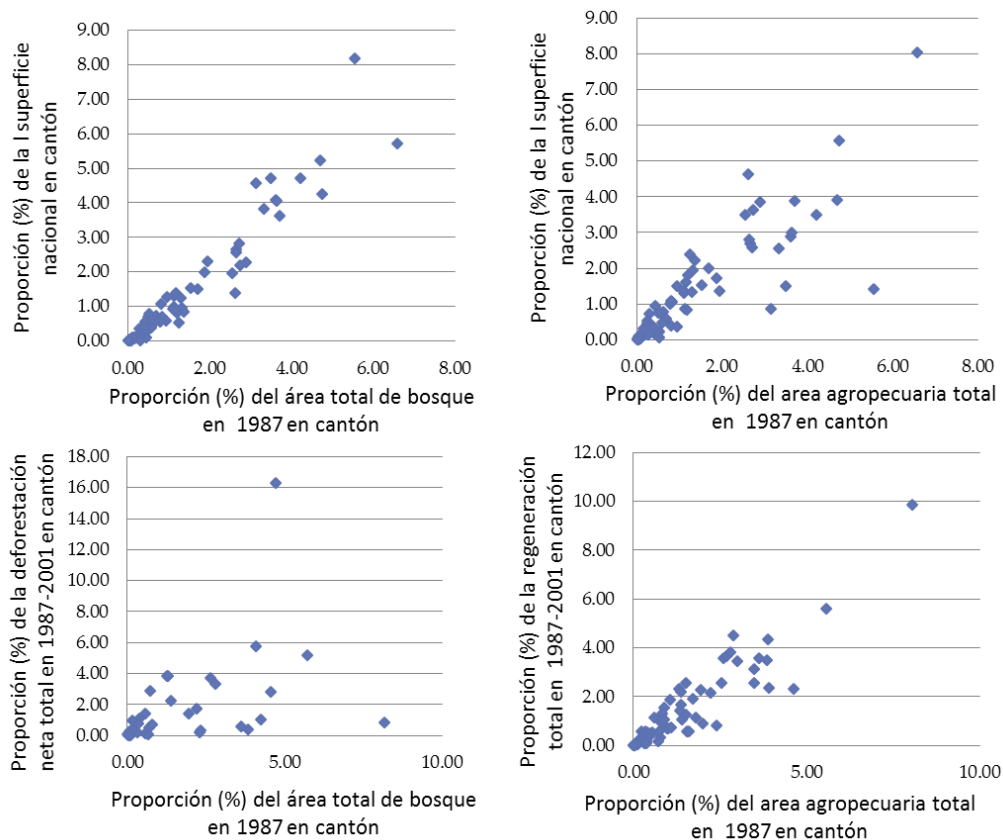 Proporción (%) de la I superficie
nacional en cantón
9.00
8.00
7.00
6.00
5.00
4.00
3.00
2.00
1.00
0.00
0.00 2.00 4.00 6.00 8.00
Proporción (%) del área total de bosque
en 1987 en cantón
Proporción (%) de la I superficie
nacional en cantón
9.00
8.00
7.00
6.00
5.00
4.00
3.00
2.00
1.00
0.00
0.00 2.00 4.00 6.00 8.00
Proporción (%) del area agropecuaria total
en 1987 en cantón
Proporción (%) de la deforestación
neta total en 1987-2001 en cantón
18.00
16.00
14.00
12.00
10.00
8.00
6.00
4.00
2.00
0.00
0.00 5.00 10.00
Proporción (%) del área total de bosque
en 1987 en cantón
Proporción (%) de la regeneración
total en 1987-2001 en cantón
12.00
10.00
8.00
6.00
4.00
2.00
0.00
0.00 5.00 10.00
Proporción (%) del area agropecuaria total
en 1987 en cantón